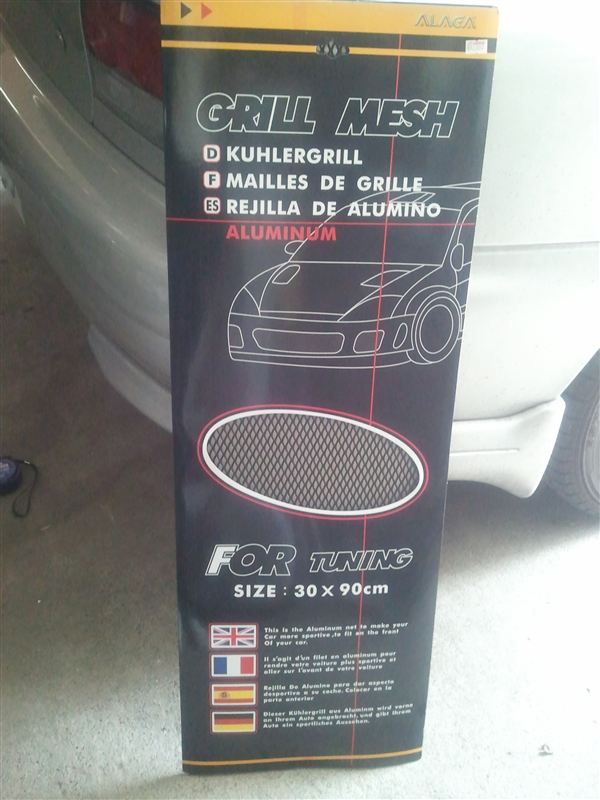 ALACA
GRILL MESH
D KUHLERGRILL
F MAILLES DE GRILLE
ES REJILLA DE ALUMINO
ALUMINUM
FOR TUNING
SIZE : 30 X 90cm
This is the Aluminum net to make your
Car more sportive,to fit on the front
Of your car.
Il s'agit d'un filet en aluminum pour
rendre votre voiture plus sportive et
aller sur l'avant de votre voiture
Rejilla De Alumino para dar aspecto
desportivo a su coche. Colocar en la
parte anterior
Dieser Kühlergrill aus Aluminm wird vorne
an Ihrem Auto angebracht, und gibt Ihrem
Auto ein sportliches Aussehen.